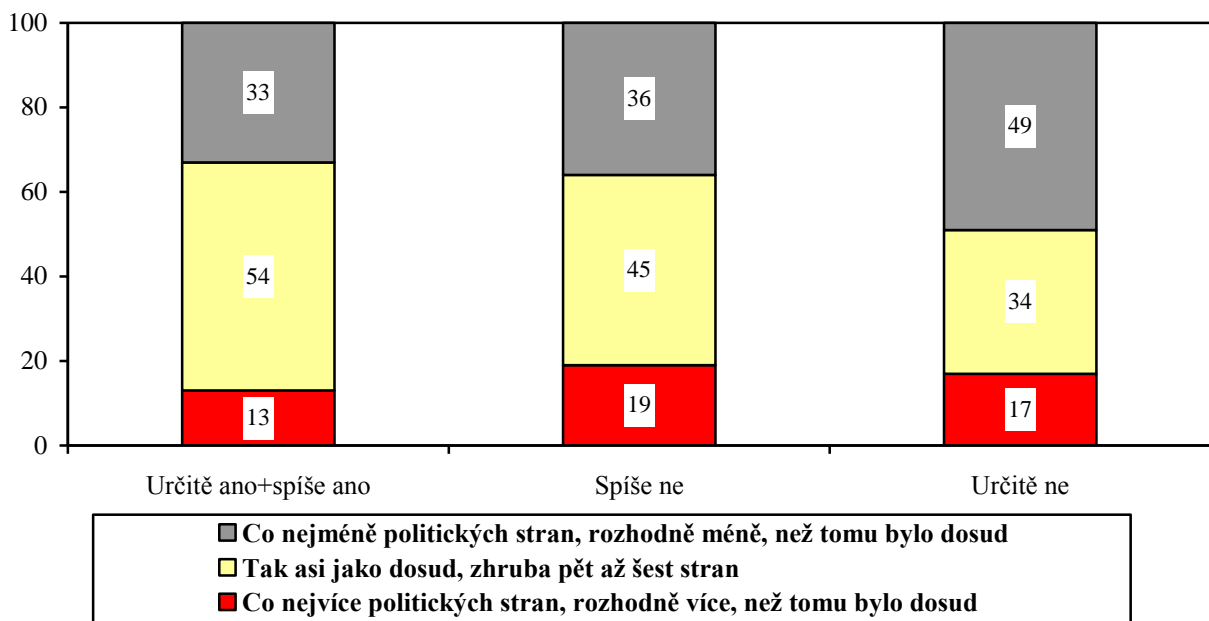 100
80
60
40
20
0
33
36
49
54
45
34
13
19
17
Určitě ano+spíše ano
Spíše ne
Určitě ne
Co nejméně politických stran, rozhodně méně, než tomu bylo dosud
Tak asi jako dosud, zhruba pět až šest stran
Co nejvíce politických stran, rozhodně více, než tomu bylo dosud